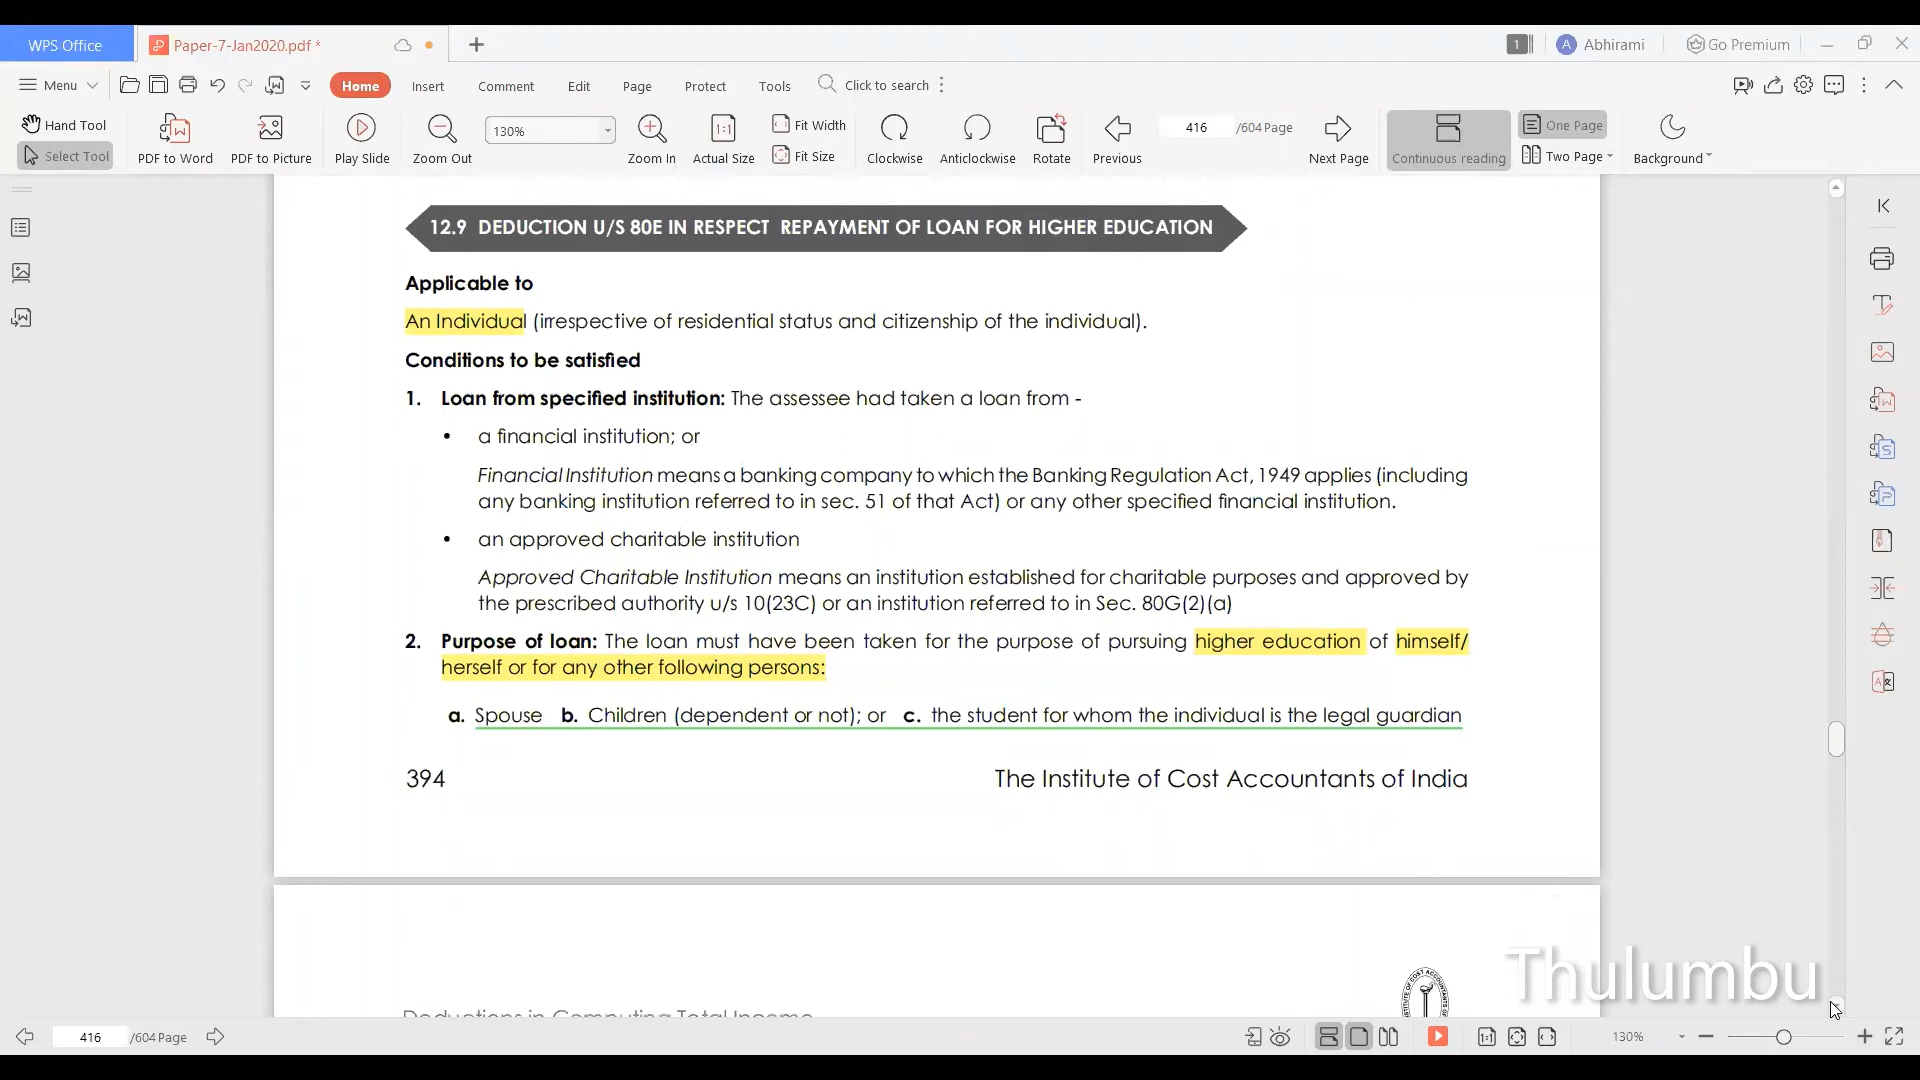 WPS Office
Paper-7-Jan2020.pdf *
1
A Abhirami
Go Premium
Menu
Home
Insert
Comment
Edit
Page
Protect
Tools
Click to search
Hand Tool
Select Tool
PDF to Word
PDF to Picture
Play Slide
Zoom Out
130%
Zoom In
1:1
Actual Size
Fit Width
Fit Size
Clockwise
Anticlockwise
Rotate
Previous
416 /604 Page
Next Page
Continuous reading
One Page
Two Page
Background
12.9 DEDUCTION U/S 80E IN RESPECT REPAYMENT OF LOAN FOR HIGHER EDUCATION
Applicable to
An Individual (irrespective of residential status and citizenship of the individual).
Conditions to be satisfied
1. Loan from specified institution: The assessee had taken a loan from -
• a financial institution; or
Financial Institution means a banking company to which the Banking Regulation Act, 1949 applies (including
any banking institution referred to in sec. 51 of that Act) or any other specified financial institution.
• an approved charitable institution
Approved Charitable Institution means an institution established for charitable purposes and approved by
the prescribed authority u/s 10(23C) or an institution referred to in Sec. 80G(2)(a)
2. Purpose of loan: The loan must have been taken for the purpose of pursuing higher education of himself/
herself or for any other following persons:
a. Spouse b. Children (dependent or not); or c. the student for whom the individual is the legal guardian
394
The Institute of Cost Accountants of India
Deductions in Computing Total Income
Thulumbu
416 /604 Page
130%